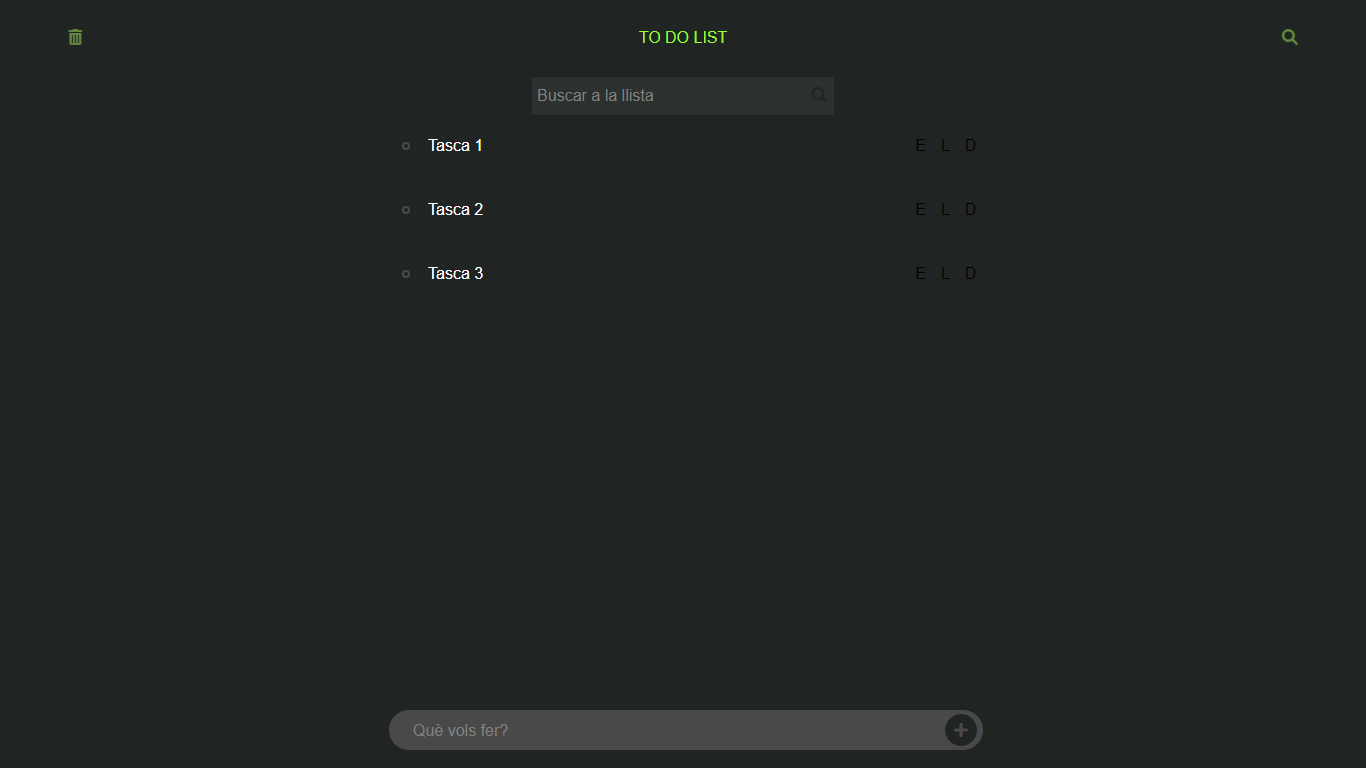 TO DO LIST
Buscar a la llista
Tasca 1 E L D
Tasca 2 E L D
Tasca 3 E L D
Què vols fer?